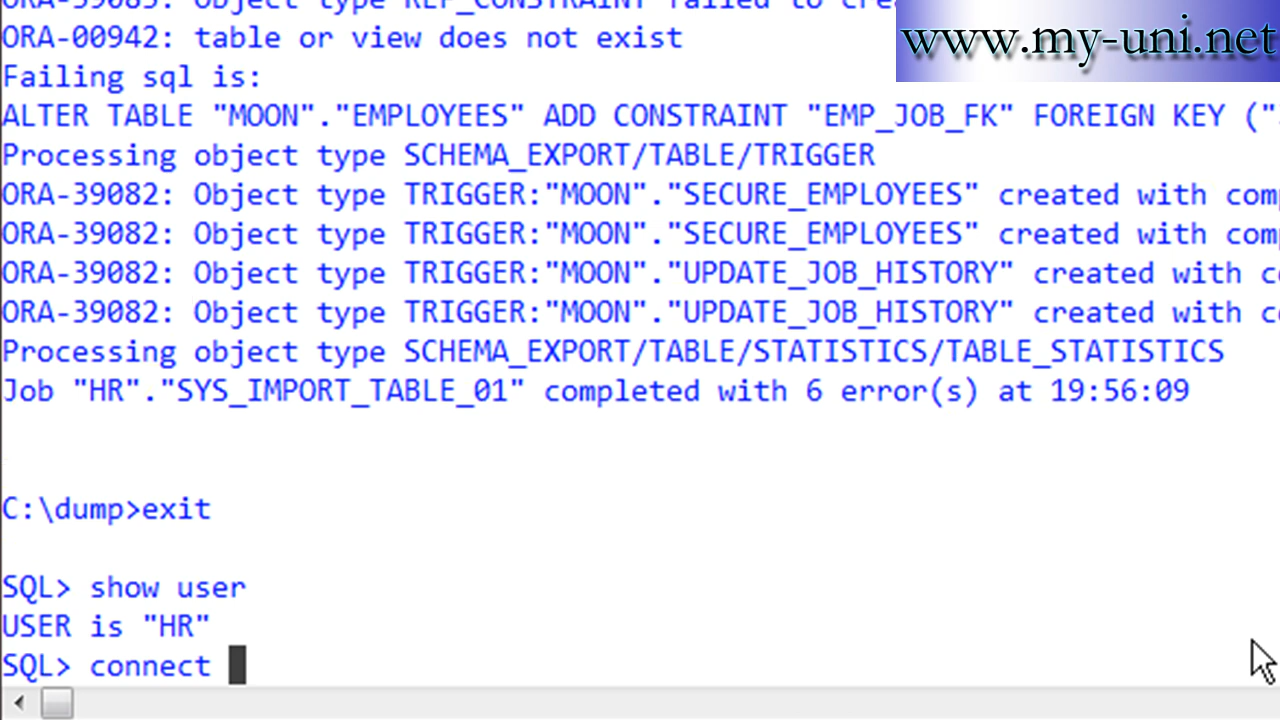 ORA-39083: Object type REF_CONSTRAINT failed to cre
www.my-uni.net
ORA-00942: table or view does not exist
Failing sql is:
ALTER TABLE "MOON"."EMPLOYEES" ADD CONSTRAINT "EMP_JOB_FK" FOREIGN KEY ("
Processing object type SCHEMA_EXPORT/TABLE/TRIGGER
ORA-39082: Object type TRIGGER:"MOON"."SECURE_EMPLOYEES" created with com
ORA-39082: Object type TRIGGER:"MOON"."SECURE_EMPLOYEES" created with com
ORA-39082: Object type TRIGGER:"MOON"."UPDATE_JOB_HISTORY" created with co
ORA-39082: Object type TRIGGER:"MOON"."UPDATE_JOB_HISTORY" created with co
Processing object type SCHEMA_EXPORT/TABLE/STATISTICS/TABLE_STATISTICS
Job "HR"."SYS_IMPORT_TABLE_01" completed with 6 error(s) at 19:56:09
C:\dump>exit
SQL> show user
USER is "HR"
SQL> connect